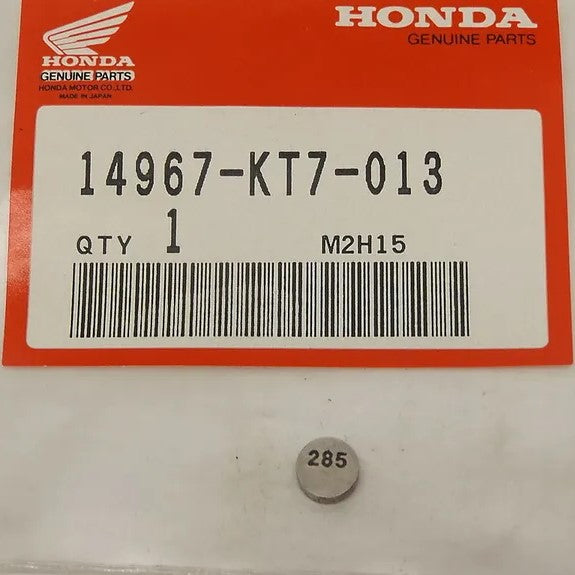 HONDA
GENUINE PARTS
HONDA
GENUINE PARTS
HONDA MOTOR CO.,LTD.
MADE IN JAPAN
14967-KT7-013
QTY 1 M2H15
285